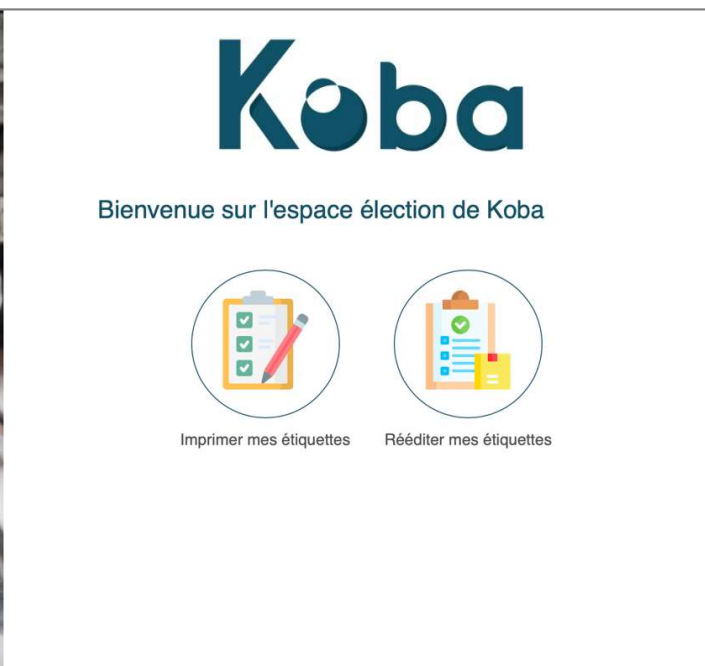 Koba
Bienvenue sur l'espace élection de Koba
Imprimer mes étiquettes
Rééditer mes étiquettes